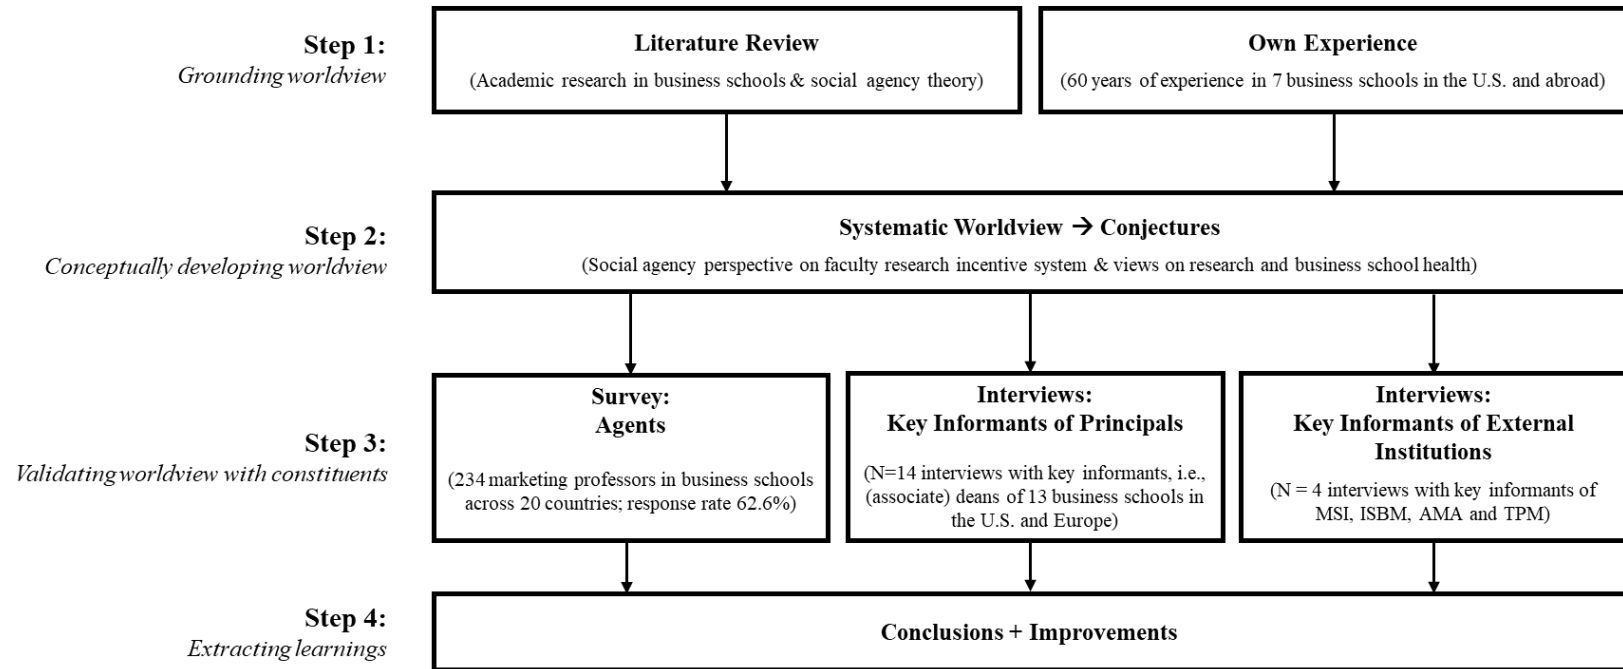 Step 1:
Grounding worldview
Literature Review
(Academic research in business schools & social agency theory)
Own Experience
(60 years of experience in 7 business schools in the U.S. and abroad)
Step 2:
Conceptually developing worldview
Systematic Worldview → Conjectures
(Social agency perspective on faculty research incentive system & views on research and business school health)
Step 3:
Validating worldview with constituents
Survey:
Agents
(234 marketing professors in business schools
across 20 countries; response rate 62.6%)
Interviews:
Key Informants of Principals
(N=14 interviews with key informants, i.e.,
(associate) deans of 13 business schools in
the U.S. and Europe)
Interviews:
Key Informants of External
Institutions
(N = 4 interviews with key informants of
MSI, ISBM, AMA and TPM)
Step 4:
Extracting learnings
Conclusions + Improvements